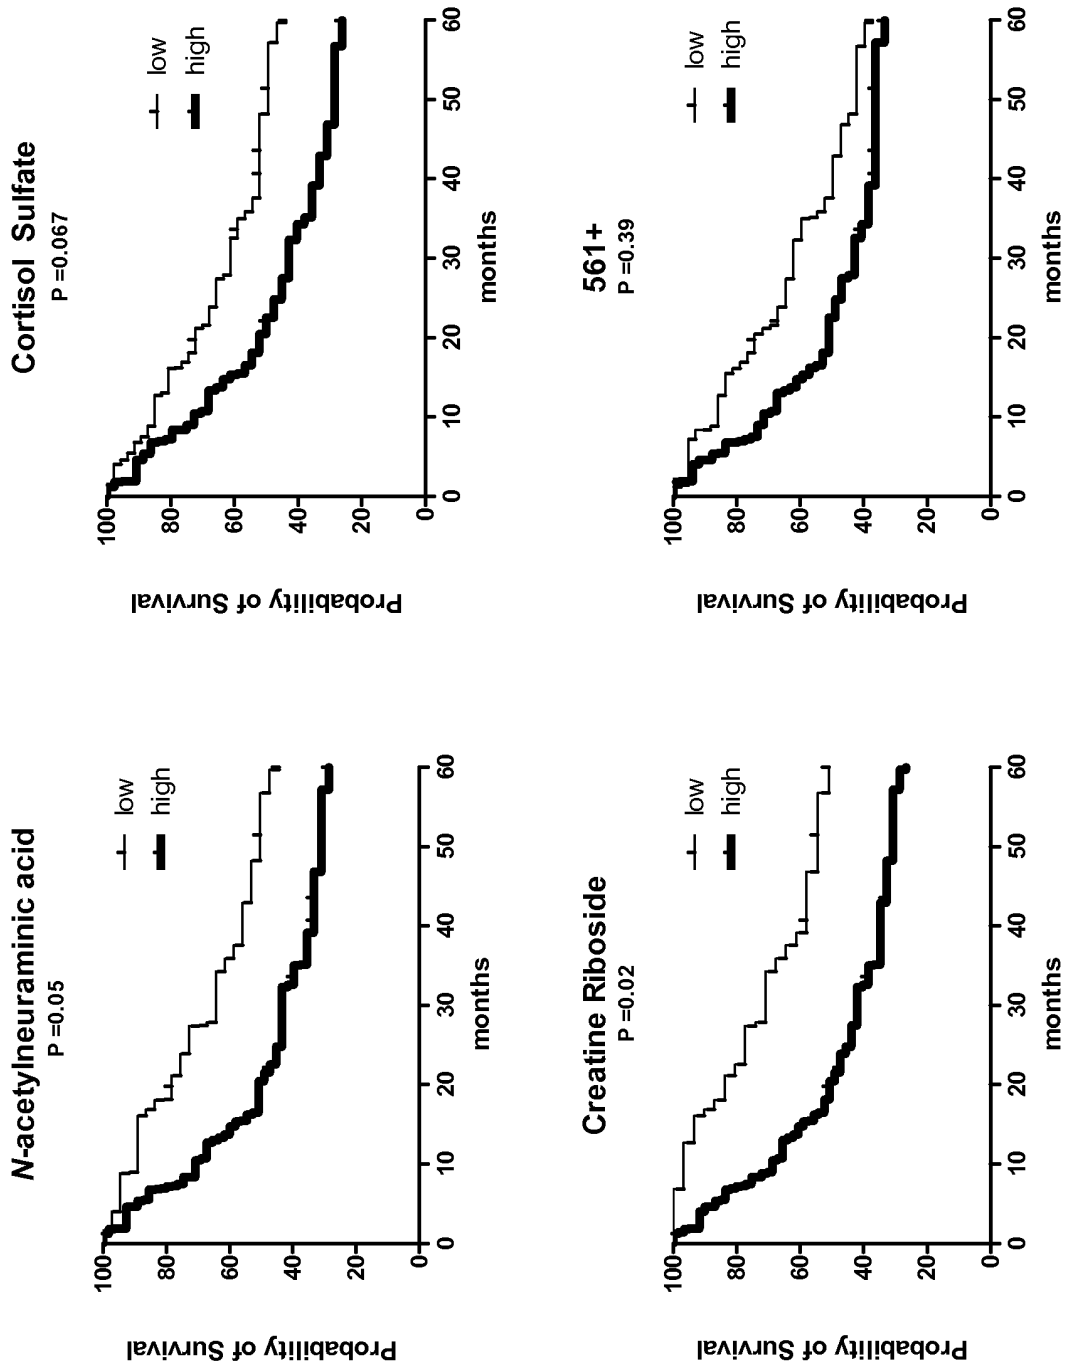 N-acetylneuraminic acid
P =0.05
Probability of Survival
100
80
60
40
20
0
low
high
0 10 20 30 40 50 60
months
Cortisol Sulfate
P =0.067
Probability of Survival
100
80
60
40
20
0
low
high
0 10 20 30 40 50 60
months
Creatine Riboside
P =0.02
Probability of Survival
100
80
60
40
20
0
low
high
0 10 20 30 40 50 60
months
561+
P =0.39
Probability of Survival
100
80
60
40
20
0
low
high
0 10 20 30 40 50 60
months